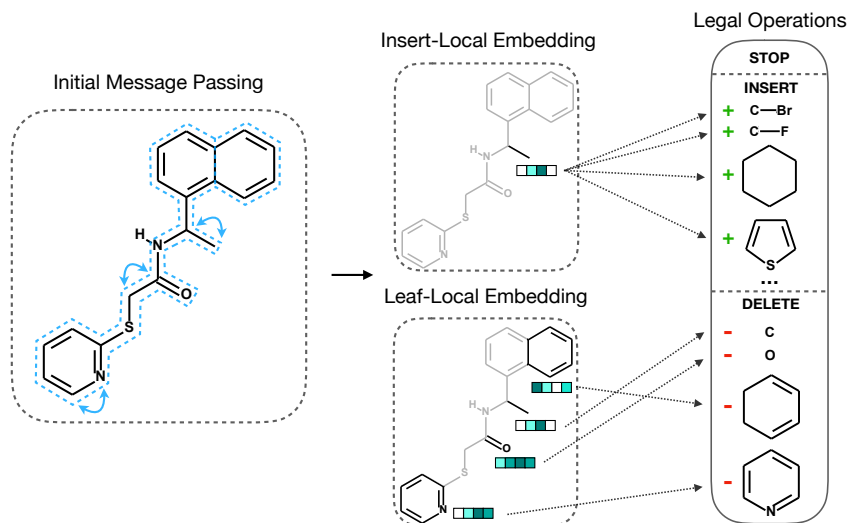 Initial Message Passing
H
N
O
S
N
Insert-Local Embedding
H
N
O
S
N
Leaf-Local Embedding
H
N
O
S
N
Legal Operations
STOP
INSERT
+ C—Br
+ C—F
+
+
S
...
DELETE
- C
- O
-
-
N